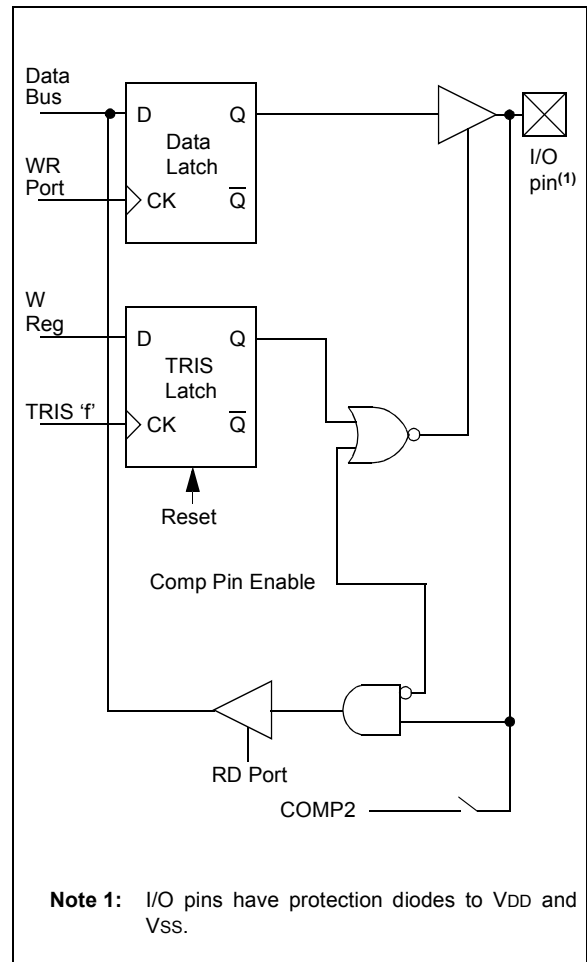 Data
Bus
D Q
Data
Latch
WR
Port
CK Q̅
I/O
pin(1)
W
Reg
D Q
TRIS
Latch
TRIS ‘f’
CK Q̅
Reset
Comp Pin Enable
RD Port
COMP2
Note 1: I/O pins have protection diodes to VDD and
VSS.